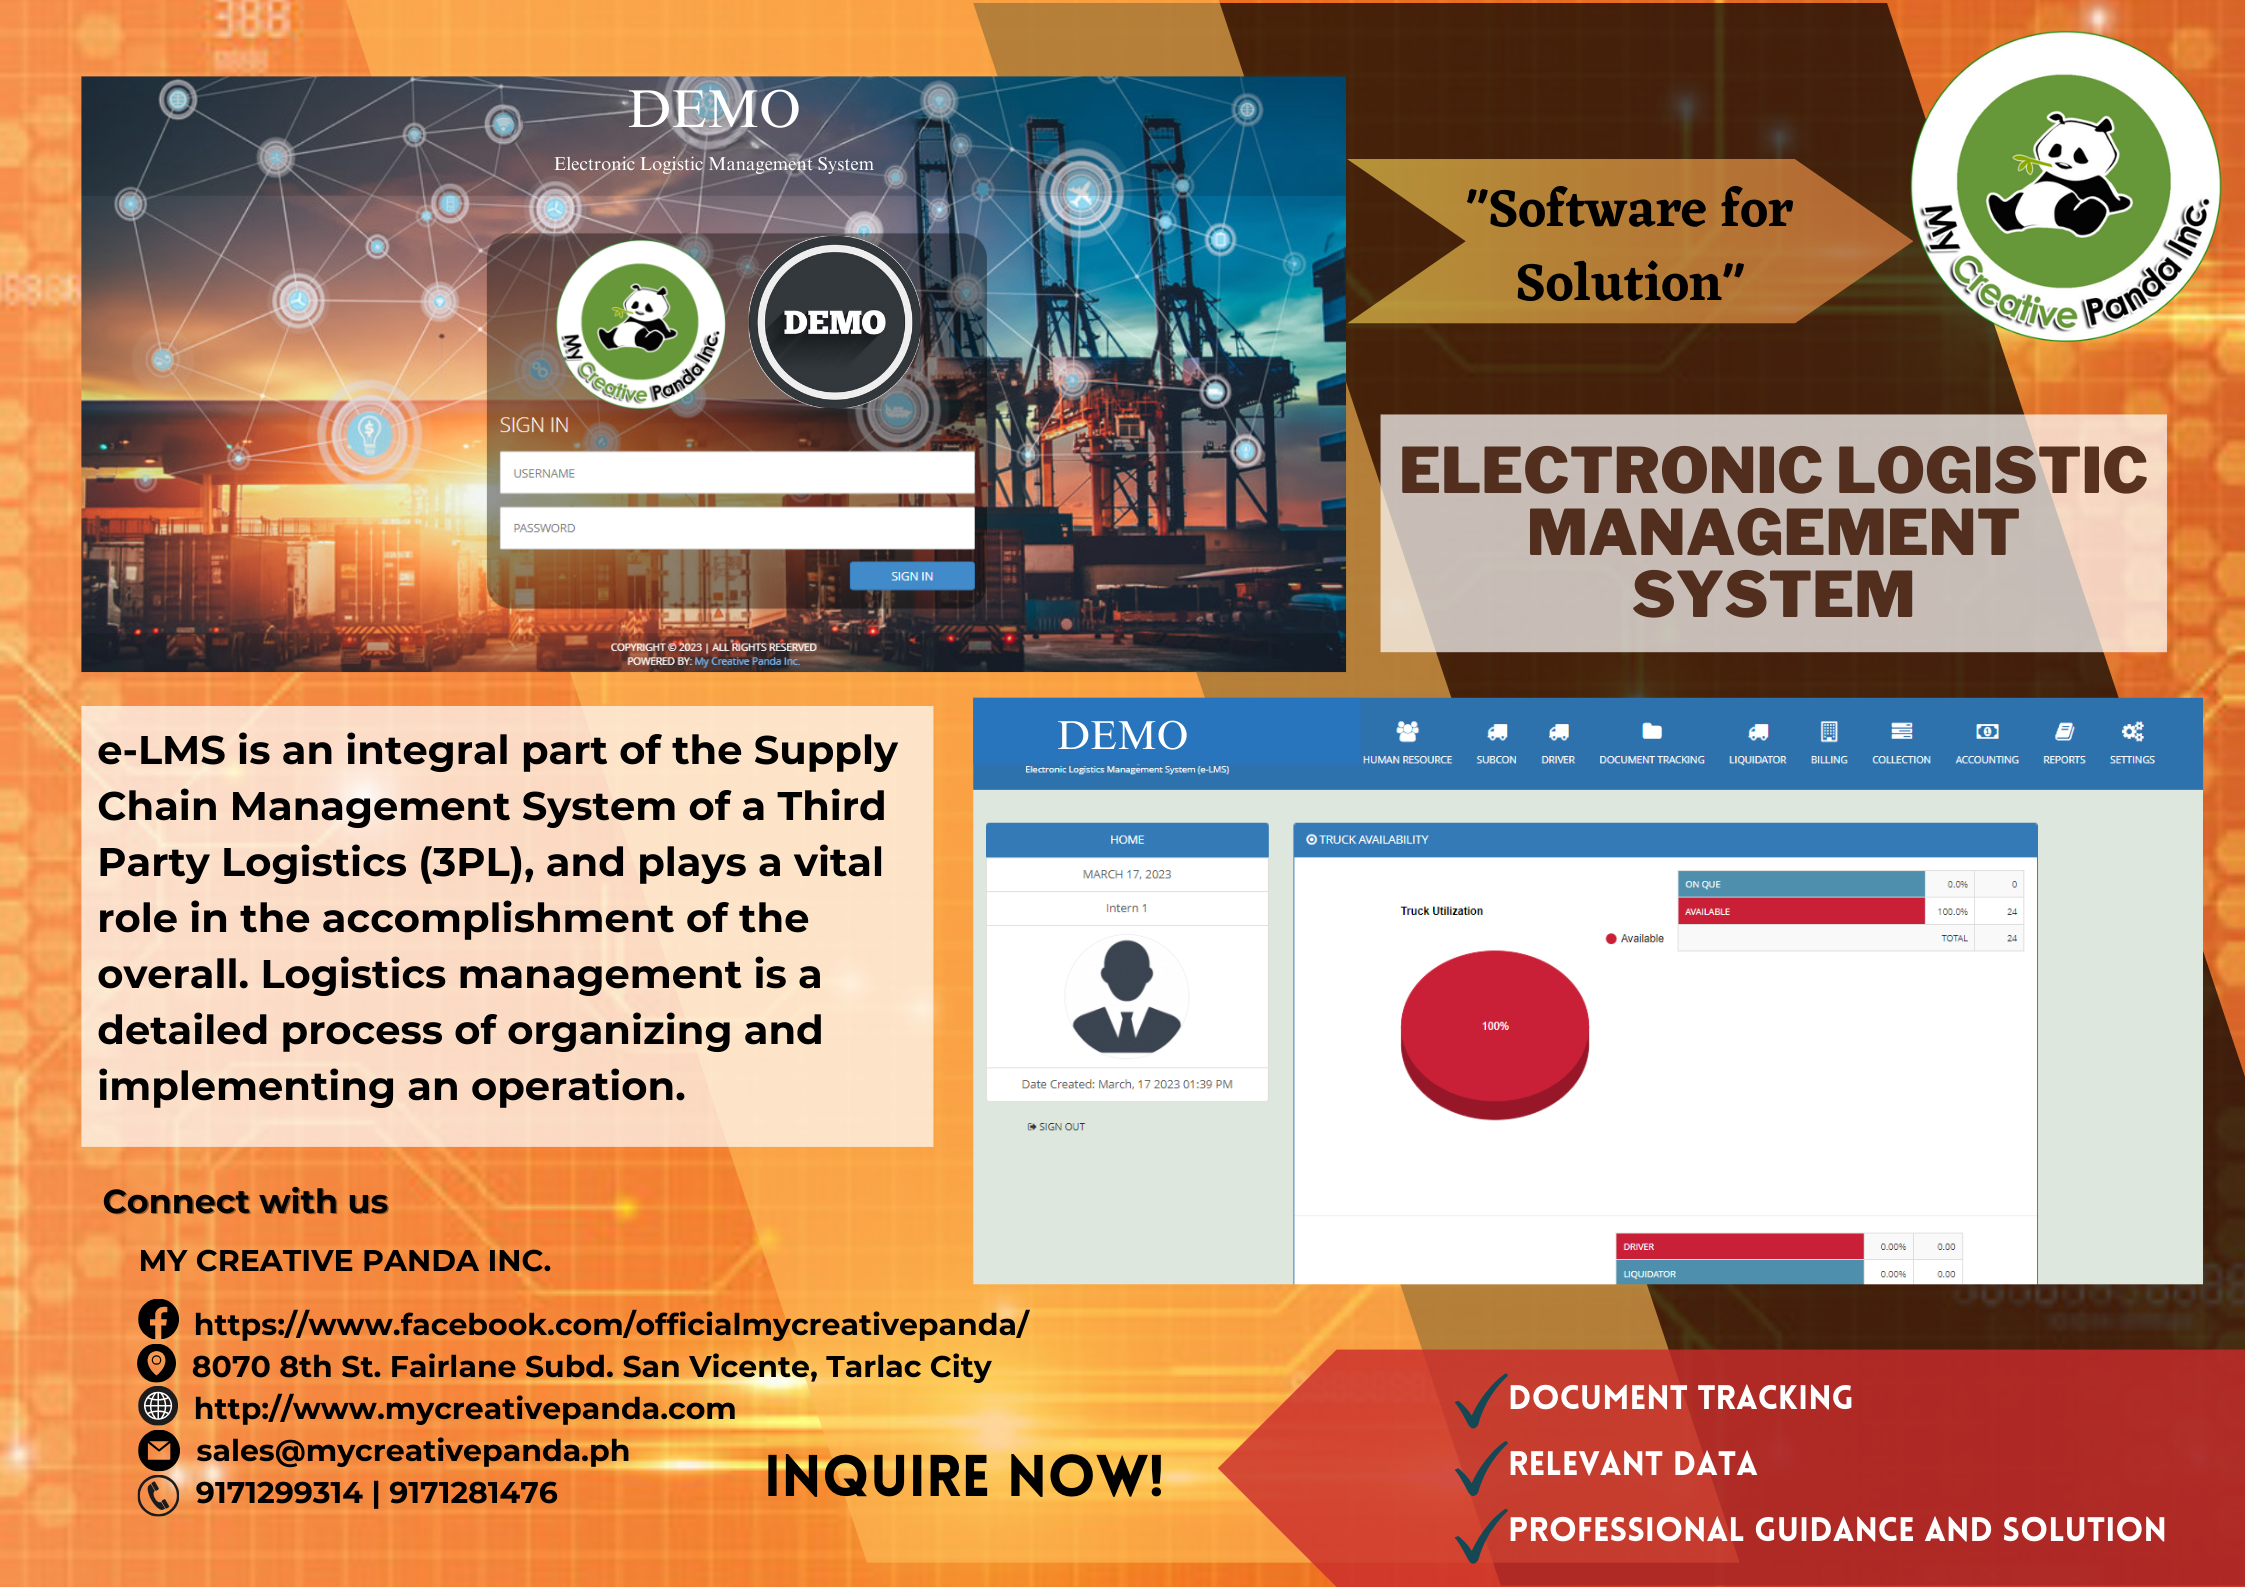 DEMO
Electronic Logistic Management System
My Creative Panda Inc.
DEMO
SIGN IN
USERNAME
PASSWORD
SIGN IN
COPYRIGHT © 2023 | ALL RIGHTS RESERVED
POWERED BY: My Creative Panda Inc.
"Software for
Solution"
My Creative Panda Inc.
ELECTRONIC LOGISTIC
MANAGEMENT
SYSTEM
e-LMS is an integral part of the Supply
Chain Management System of a Third
Party Logistics (3PL), and plays a vital
role in the accomplishment of the
overall. Logistics management is a
detailed process of organizing and
implementing an operation.
DEMO
Electronic Logistics Management System (e-LMS)
HUMAN RESOURCE SUBCON DRIVER DOCUMENT TRACKING LIQUIDATOR BILLING COLLECTION ACCOUNTING REPORTS SETTINGS
HOME
MARCH 17, 2023
Intern 1
Date Created: March, 17 2023 01:39 PM
SIGN OUT
TRUCK AVAILABILITY
Truck Utilization
Available
100%
ON QUE 0.0% 0
AVAILABLE 100.0% 24
TOTAL 24
DRIVER 0.00% 0.00
LIQUIDATOR 0.00% 0.00
Connect with us
MY CREATIVE PANDA INC.
https://www.facebook.com/officialmycreativepanda/
8070 8th St. Fairlane Subd. San Vicente, Tarlac City
http://www.mycreativepanda.com
sales@mycreativepanda.ph
9171299314 | 9171281476
INQUIRE NOW!
DOCUMENT TRACKING
RELEVANT DATA
PROFESSIONAL GUIDANCE AND SOLUTION